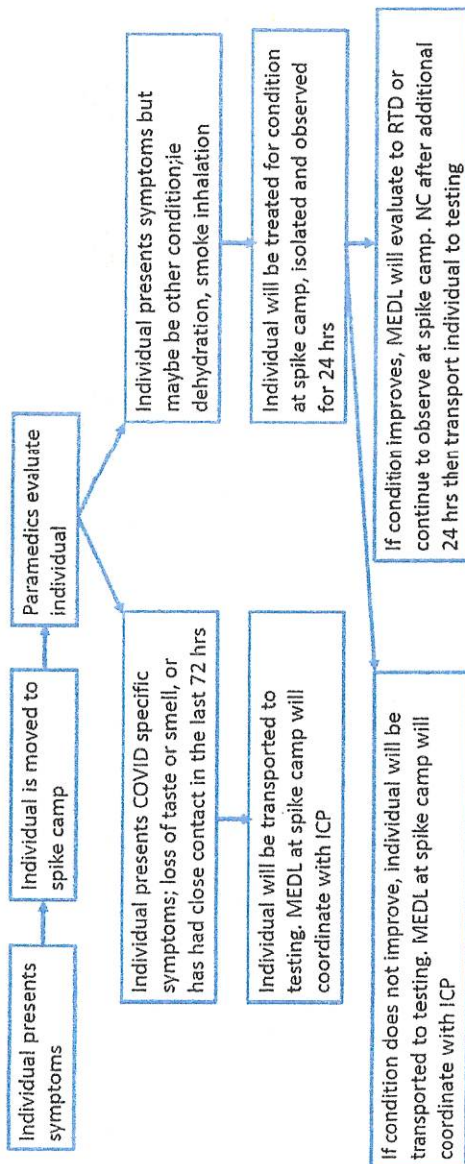 Individual presents
symptoms
Individual is moved to
spike camp
Paramedics evaluate
individual
Individual presents COVID specific
symptoms; loss of taste or smell, or
has had close contact in the last 72 hrs
Individual presents symptoms but
maybe be other condition;ie
dehydration, smoke inhalation
Individual will be transported to
testing. MEDL at spike camp will
coordinate with ICP
Individual will be treated for condition
at spike camp, isolated and observed
for 24 hrs
If condition does not improve, individual will be
transported to testing. MEDL at spike camp will
coordinate with ICP
If condition improves, MEDL will evaluate to RTD or
continue to observe at spike camp. NC after additional
24 hrs then transport individual to testing